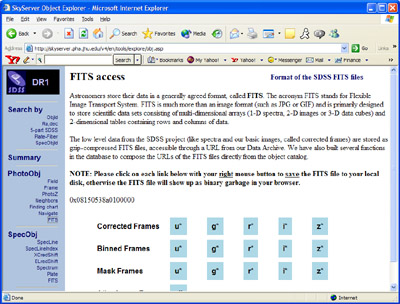 SkyServer Object Explorer - Microsoft Internet Explorer
File Edit View Favorites Tools Help
Back Search Favorites Media
Address http://skyserver.pha.jhu.edu/v4/en/tools/explore/obj.asp Go Links
Search Bookmarks My Yahoo! Yahoo! Messenger
SDSS DR1
FITS access
Format of the SDSS FITS files
Astronomers store their data in a generally agreed format, called FITS. The acronym FITS stands for Flexible
Image Transport System. FITS is much more than an image format (such as JPG or GIF) and is primarily designed
to store scientific data sets consisting of multi-dimensional arrays (1-D spectra, 2-D images or 3-D data cubes) and
2-dimensional tables containing rows and columns of data.
The low level data from the SDSS project (like spectra and our basic images, called corrected frames) are stored as
gzip-compressed FITS files, accessible through a URL from our Data Archive. We have also built several functions
in the database to compose the URLs of the FITS files directly from the object catalog.
NOTE: Please click on each link below with your right mouse button to save the FITS file to your local
disk, otherwise the FITS file will show up as binary garbage in your browser.
0x08150538a0100000
Corrected Frames u' g' r' i' z'
Binned Frames u' g' r' i' z'
Mask Frames u' g' r' i' z'
Search by
ObjId
Ra,dec
5-part SDSS
Plate-Fiber
SpecObjId
Summary
PhotoObj
Field
Frame
PhotoZ
Neighbors
Finding chart
Navigate
FITS
SpecObj
SpecLine
SpecLineIndex
XCredShift
ELredShift
Spectrum
Plate
FITS
Done
Internet